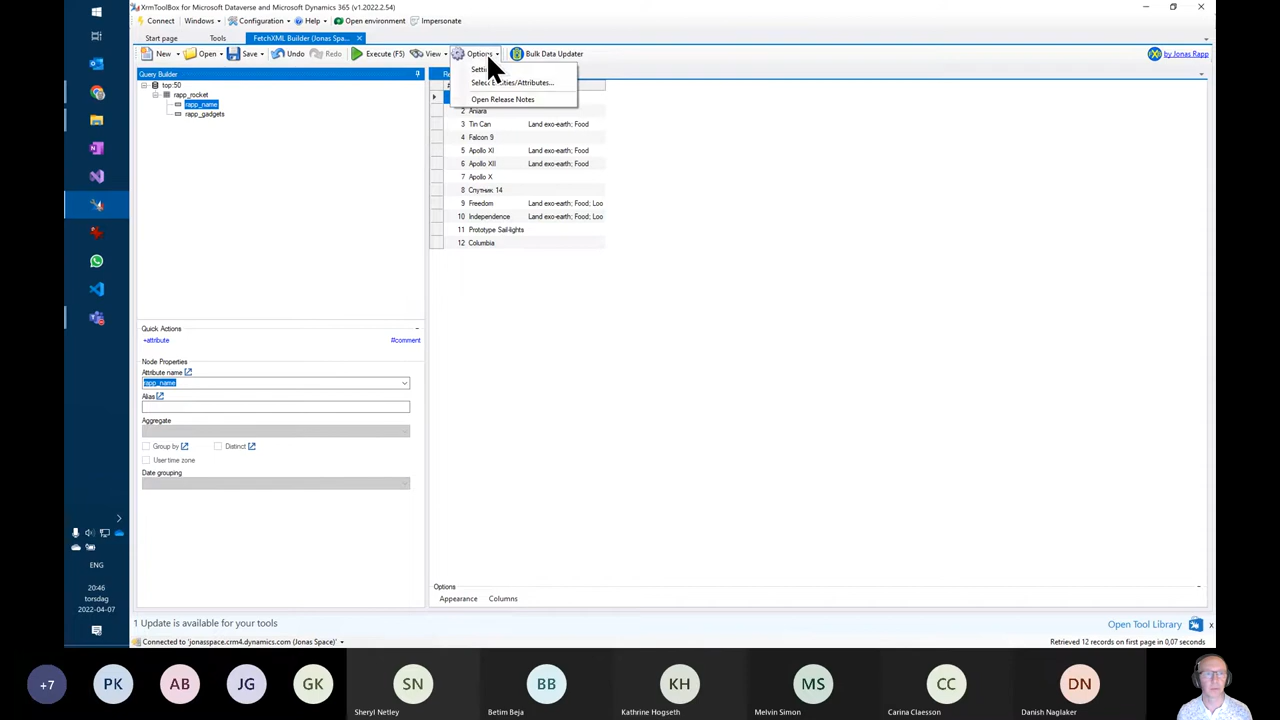 XrmToolBox for Microsoft Dataverse and Microsoft Dynamics 365 (v1.2022.2.54)
Connect Windows Configuration Help Open environment Impersonate
Start page Tools FetchXML Builder (Jonas Spa...
New Open Save Undo Redo Execute (F5) View Options Bulk Data Updater by Jonas Rapp
Query Builder
top:50
rapp_rocket
rapp_name
rapp_gadgets
Select Entities/Attributes...
Open Release Notes
#
2 Aniara
3 Tin Can Land exo-earth; Food
4 Falcon 9
5 Apollo XI Land exo-earth; Food
6 Apollo XII Land exo-earth; Food
7 Apollo X
8 Спутник 14
9 Freedom Land exo-earth; Food; Loo
10 Independence Land exo-earth; Food; Loo
11 Prototype Sail-lights
12 Columbia
Quick Actions
+attribute #comment
Node Properties
Attribute name
rapp_name
Alias
Aggregate
Group by Distinct
User time zone
Date grouping
Options
Appearance Columns
1 Update is available for your tools Open Tool Library x
Connected to 'jonasspace.crm4.dynamics.com (Jonas Space)' Retrieved 12 records on first page in 0,07 seconds
ENG
20:46
torsdag
2022-04-07
+7 PK AB JG GK SN BB KH MS CC DN
Sheryl Netley Betim Beja Kathrine Hogseth Melvin Simon Carina Claesson Danish Naglaker